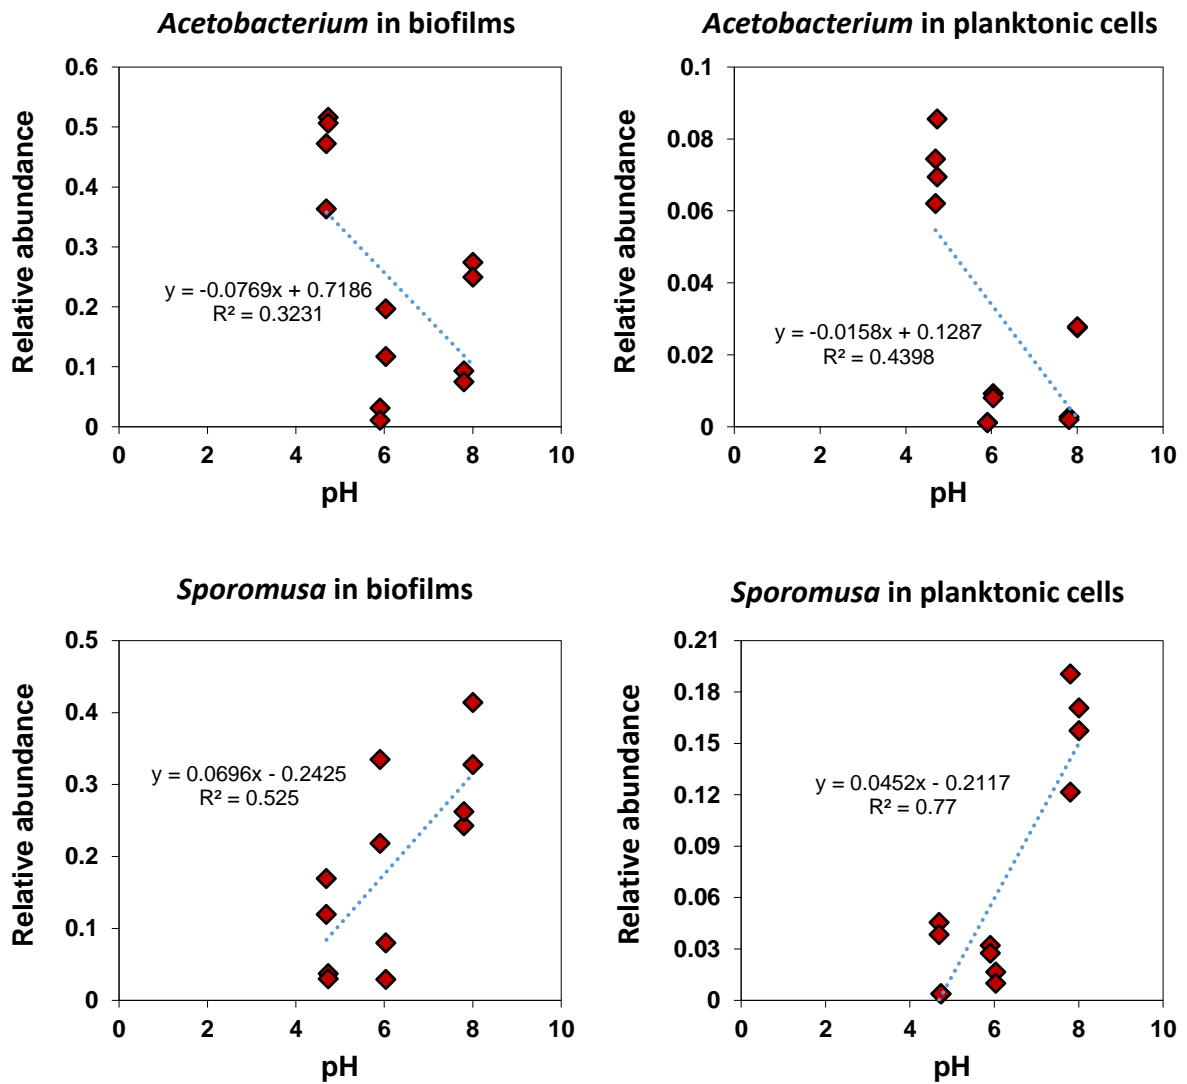 Acetobacterium in biofilms
0.6
0.5
0.4
0.3
0.2
0.1
0
Relative abundance
y = -0.0769x + 0.7186
R² = 0.3231
0 2 4 6 8 10
pH
Acetobacterium in planktonic cells
0.1
0.08
0.06
0.04
0.02
0
Relative abundance
y = -0.0158x + 0.1287
R² = 0.4398
0 2 4 6 8 10
pH
Sporomusa in biofilms
0.5
0.4
0.3
0.2
0.1
0
Relative abundance
y = 0.0696x - 0.2425
R² = 0.525
0 2 4 6 8 10
pH
Sporomusa in planktonic cells
0.21
0.18
0.15
0.12
0.09
0.06
0.03
0
Relative abundance
y = 0.0452x - 0.2117
R² = 0.77
0 2 4 6 8 10
pH